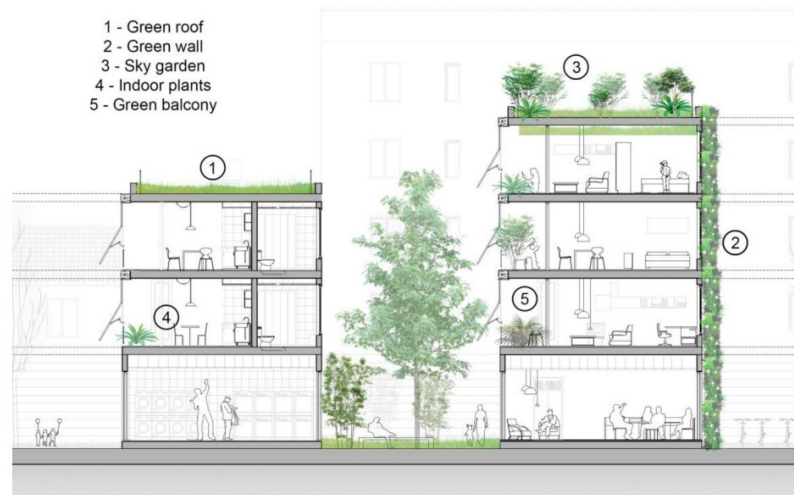 1 - Green roof
2 - Green wall
3 - Sky garden
4 - Indoor plants
5 - Green balcony
3
1
2
5
4